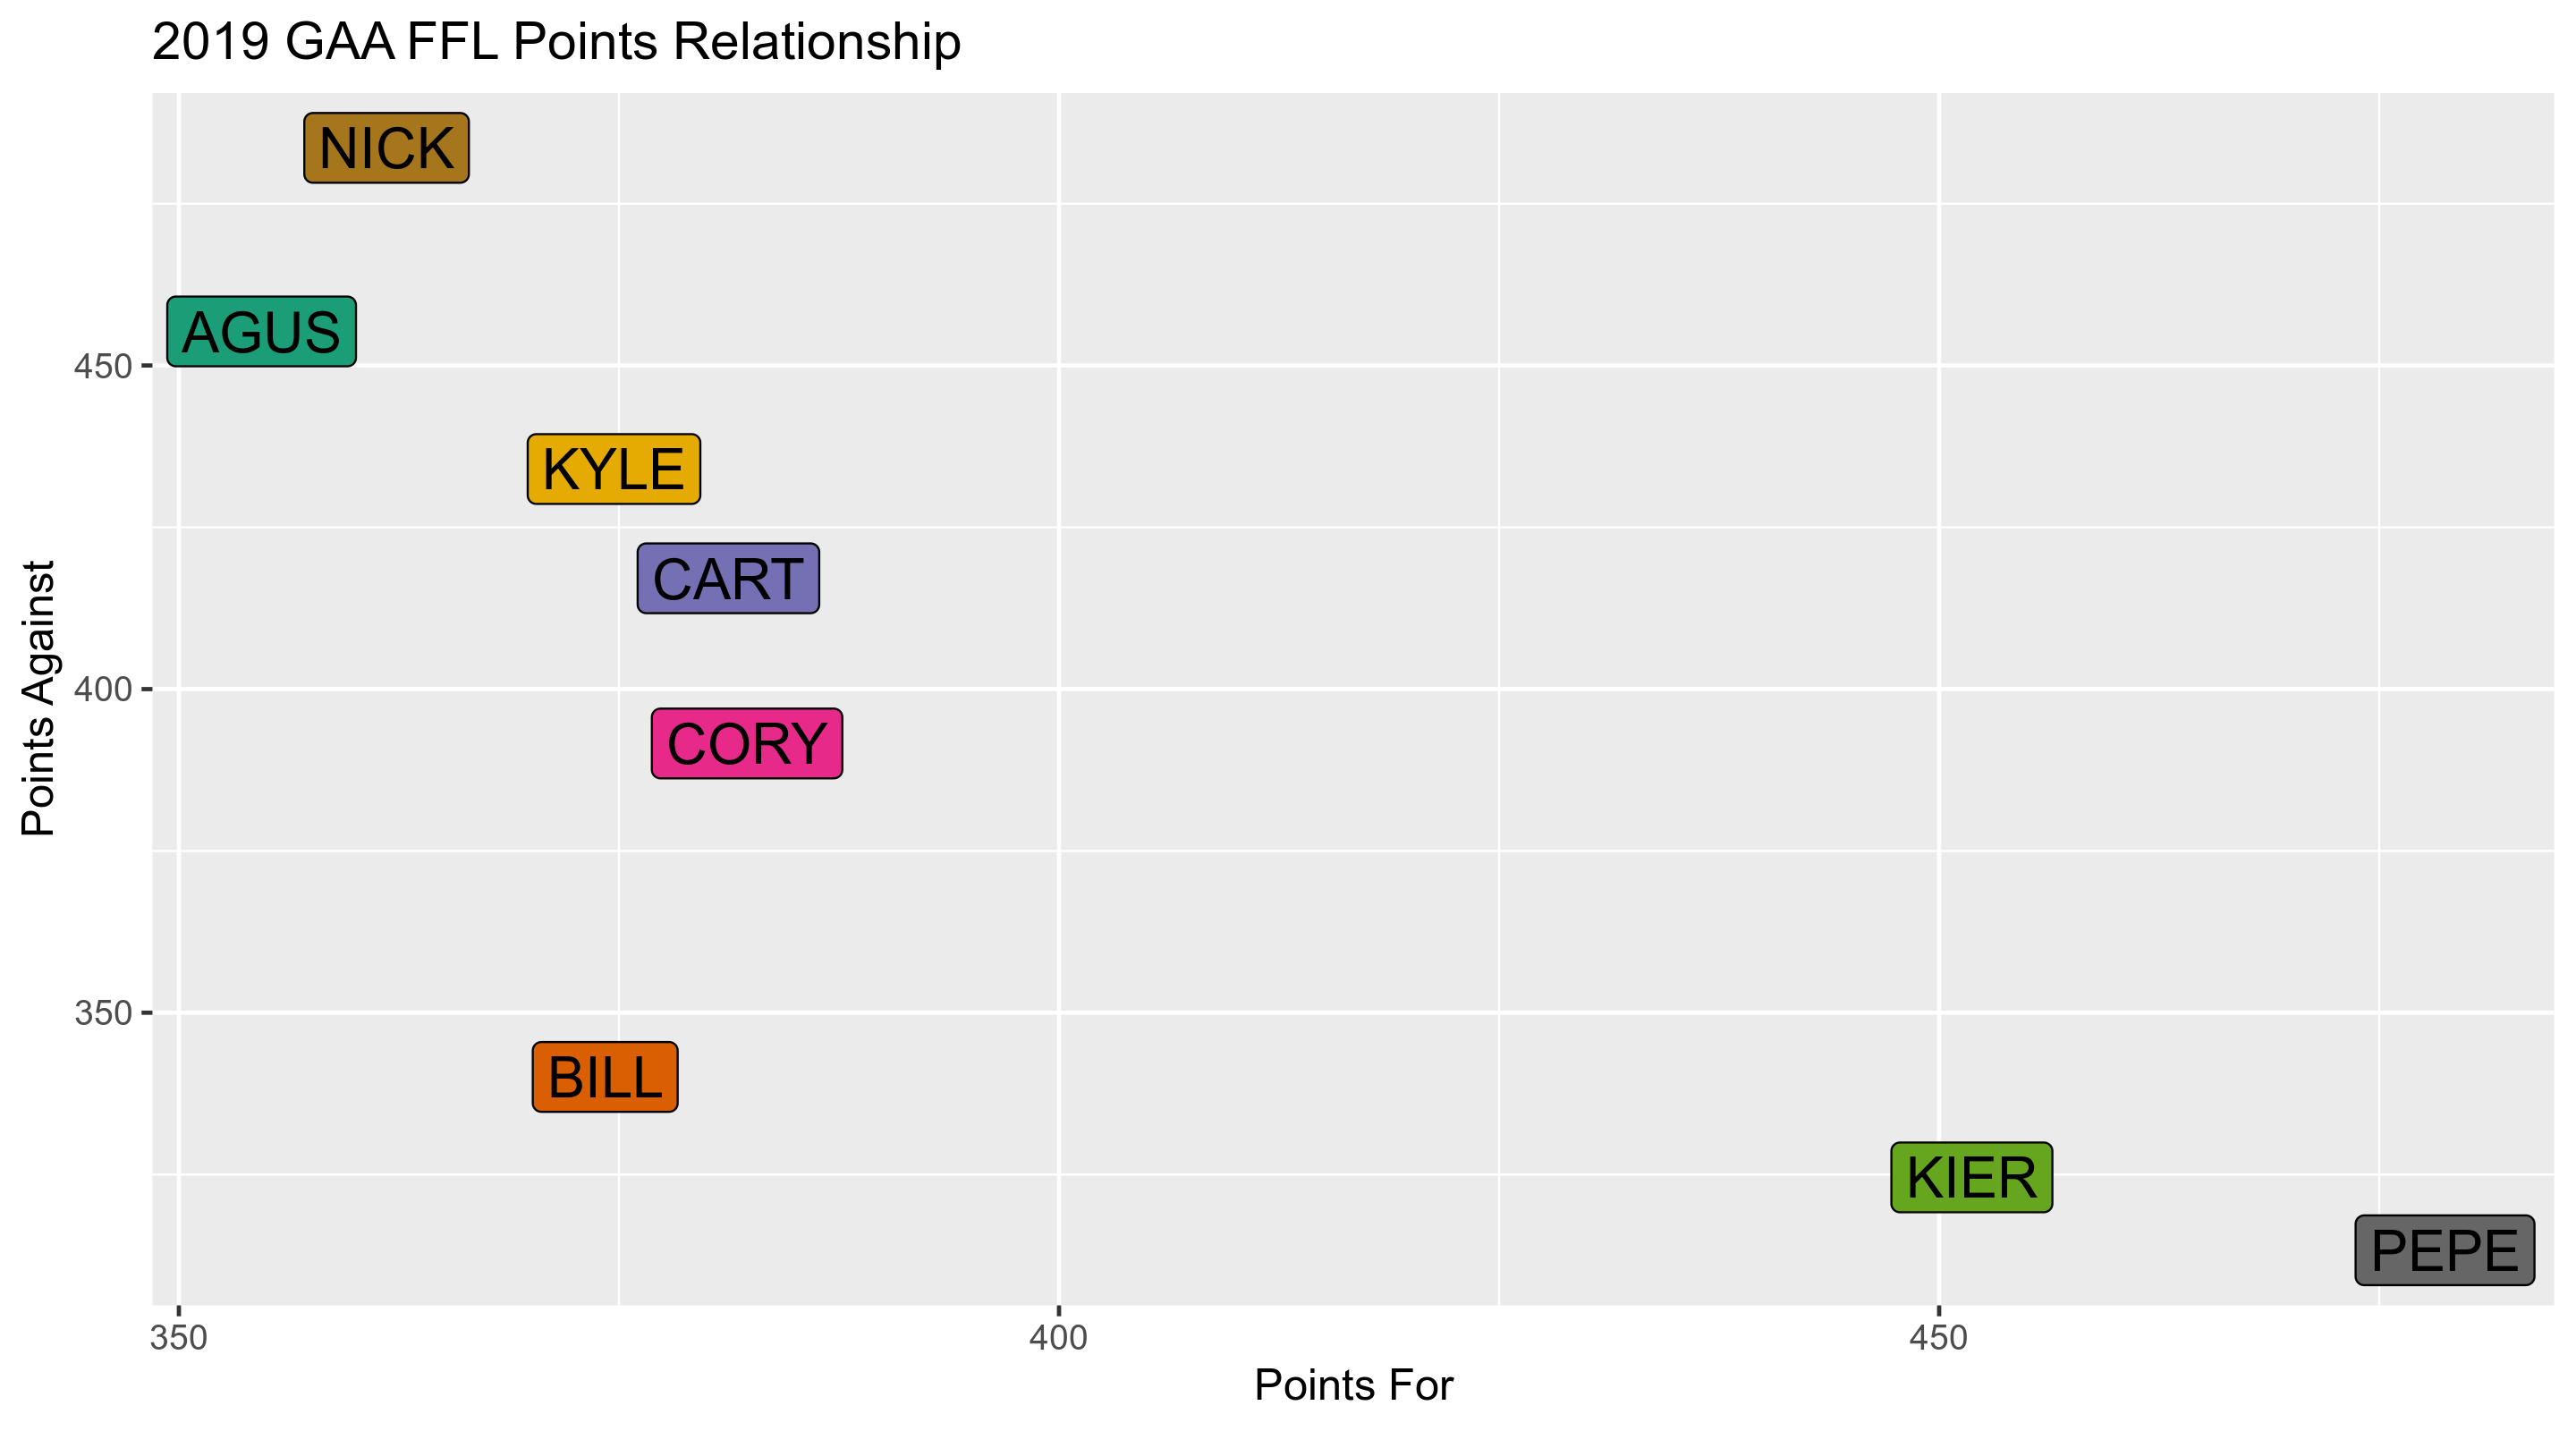 2019 GAA FFL Points Relationship
NICK
AGUS
450
KYLE
CART
Points Against
400
CORY
350
BILL
KIER
PEPE
350 400 450
Points For